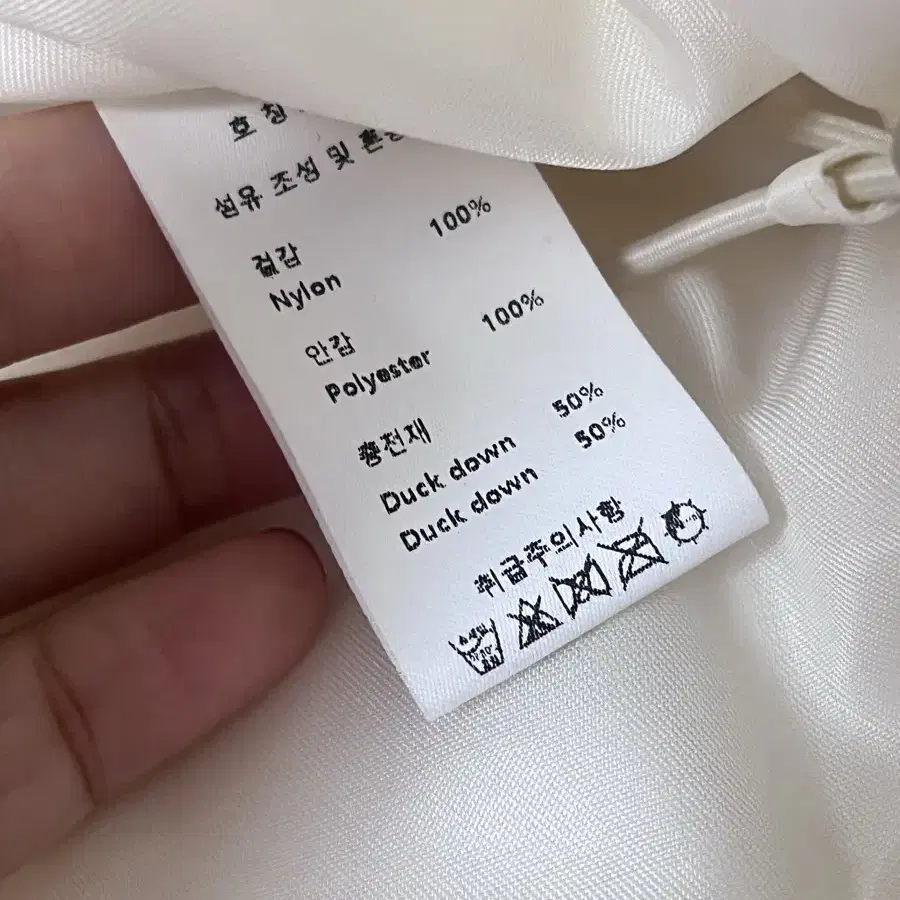 호칭
섬유 조성 및 혼용
겉감
Nylon 100%
안감
Polyester 100%
충전재
Duck down 50%
Duck down 50%
취급주의사항